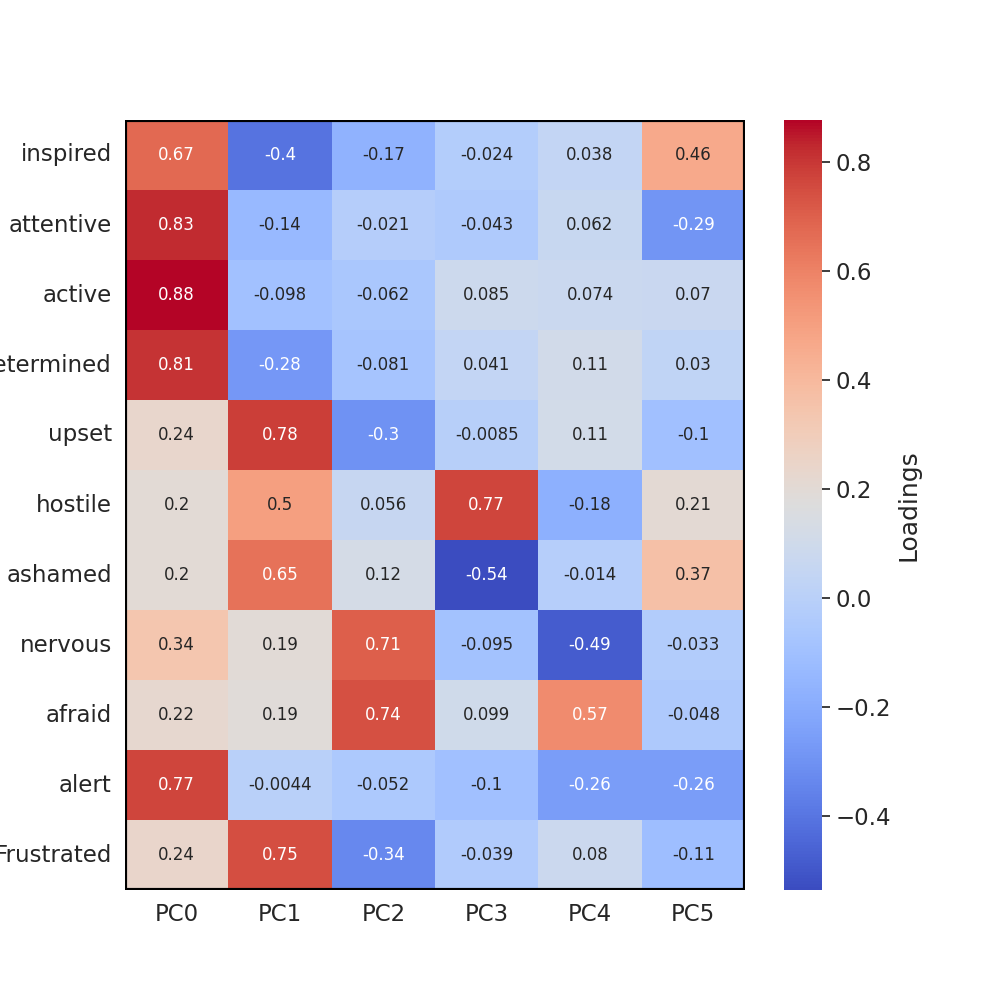 inspired 0.67 -0.4 -0.17 -0.024 0.038 0.46
attentive 0.83 -0.14 -0.021 -0.043 0.062 -0.29
active 0.88 -0.098 -0.062 0.085 0.074 0.07
etermined 0.81 -0.28 -0.081 0.041 0.11 0.03
upset 0.24 0.78 -0.3 -0.0085 0.11 -0.1
hostile 0.2 0.5 0.056 0.77 -0.18 0.21
ashamed 0.2 0.65 0.12 -0.54 -0.014 0.37
nervous 0.34 0.19 0.71 -0.095 -0.49 -0.033
afraid 0.22 0.19 0.74 0.099 0.57 -0.048
alert 0.77 -0.0044 -0.052 -0.1 -0.26 -0.26
Frustrated 0.24 0.75 -0.34 -0.039 0.08 -0.11
PC0 PC1 PC2 PC3 PC4 PC5
0.8
0.6
0.4
0.2
0.0
−0.2
−0.4
Loadings